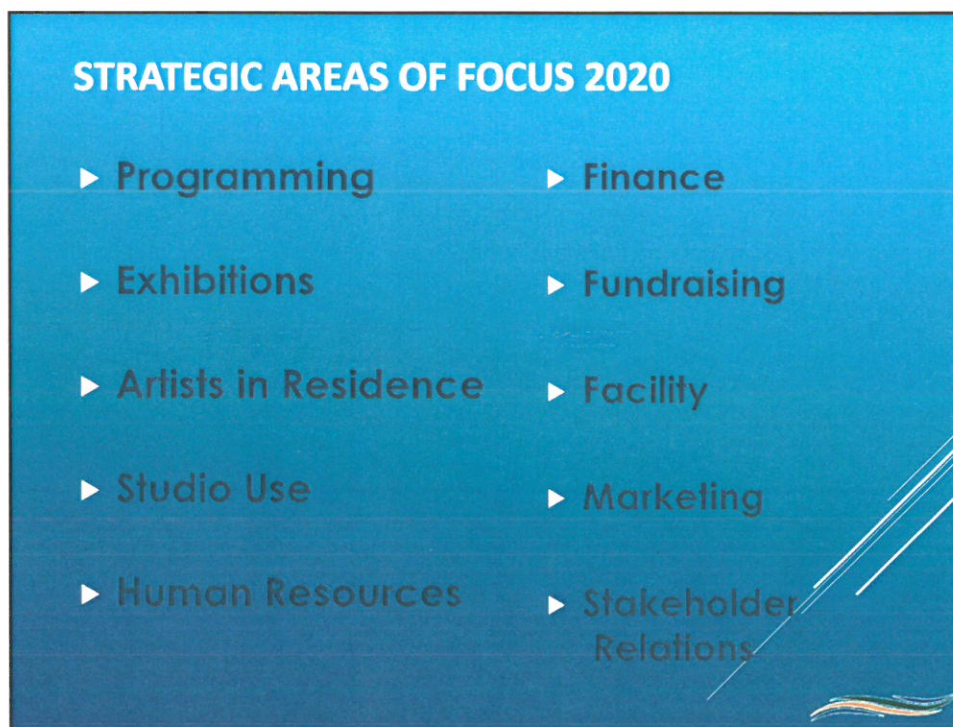 STRATEGIC AREAS OF FOCUS 2020
Programming
Exhibitions
Artists in Residence
Studio Use
Human Resources
Finance
Fundraising
Facility
Marketing
Stakeholder
Relations